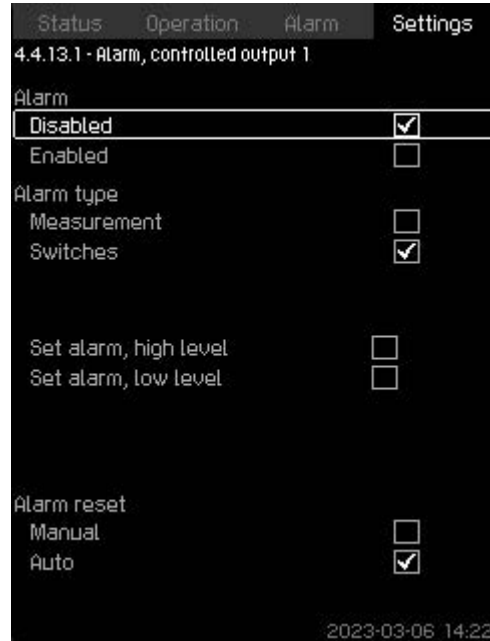 Status Operation Alarm Settings
4.4.13.1 - Alarm, controlled output 1
Alarm
Disabled
Enabled
Alarm type
Measurement
Switches
Set alarm, high level
Set alarm, low level
Alarm reset
Manual
Auto
2023-03-06 14:22